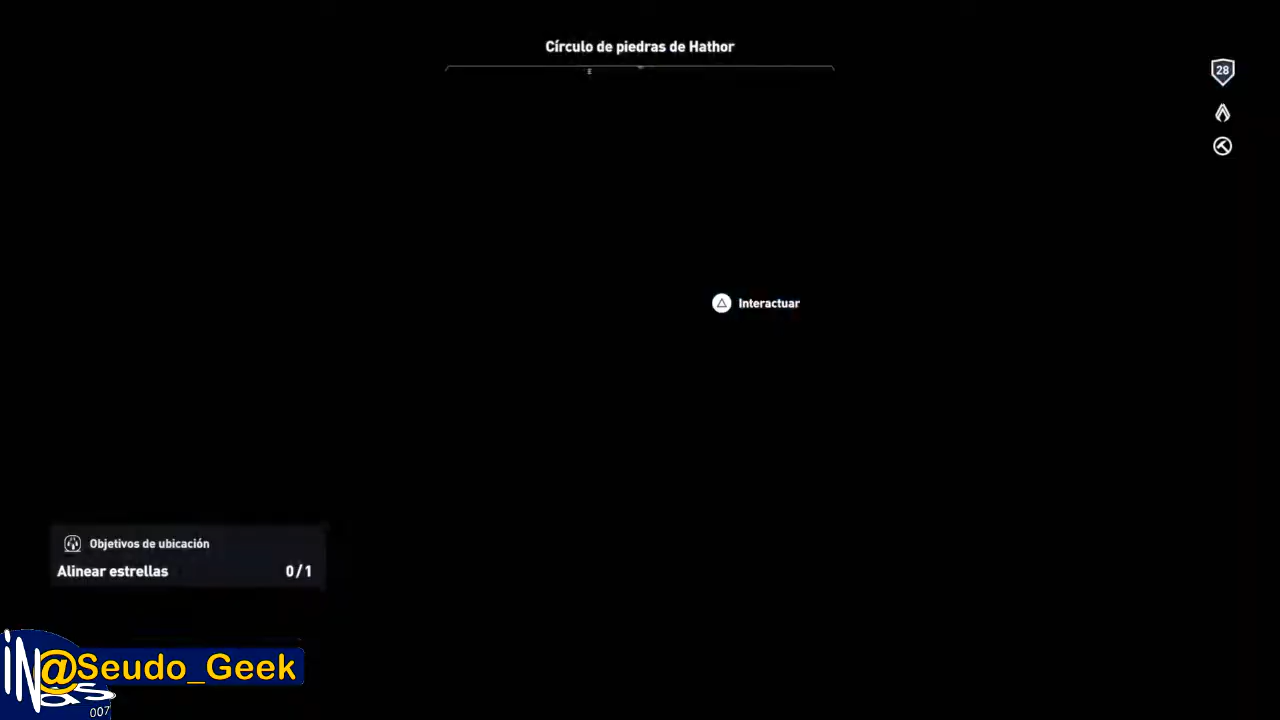 Círculo de piedras de Hathor
E
28
Interactuar
Objetivos de ubicación
Alinear estrellas 0/1
@Seudo_Geek
007